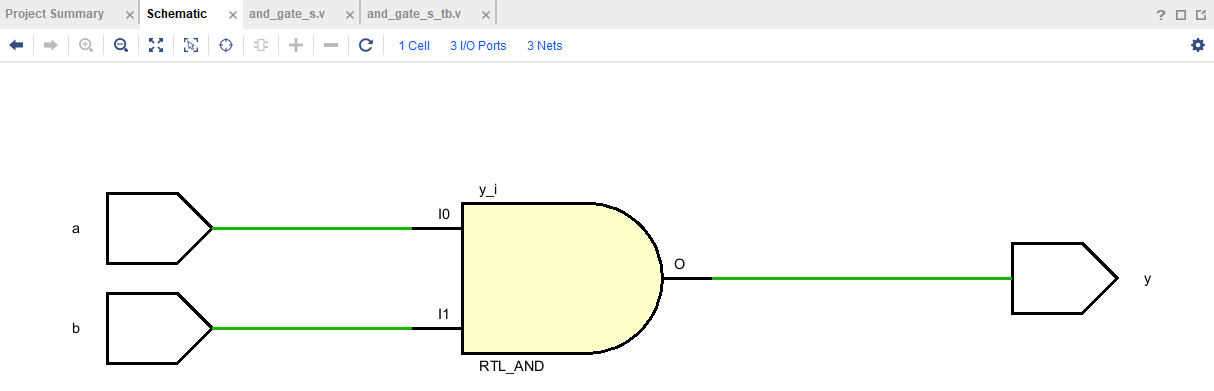 Project Summary × Schematic × and_gate_s.v × and_gate_s_tb.v × ?
1 Cell 3 I/O Ports 3 Nets
y_i
a I0
O y
b I1
RTL_AND